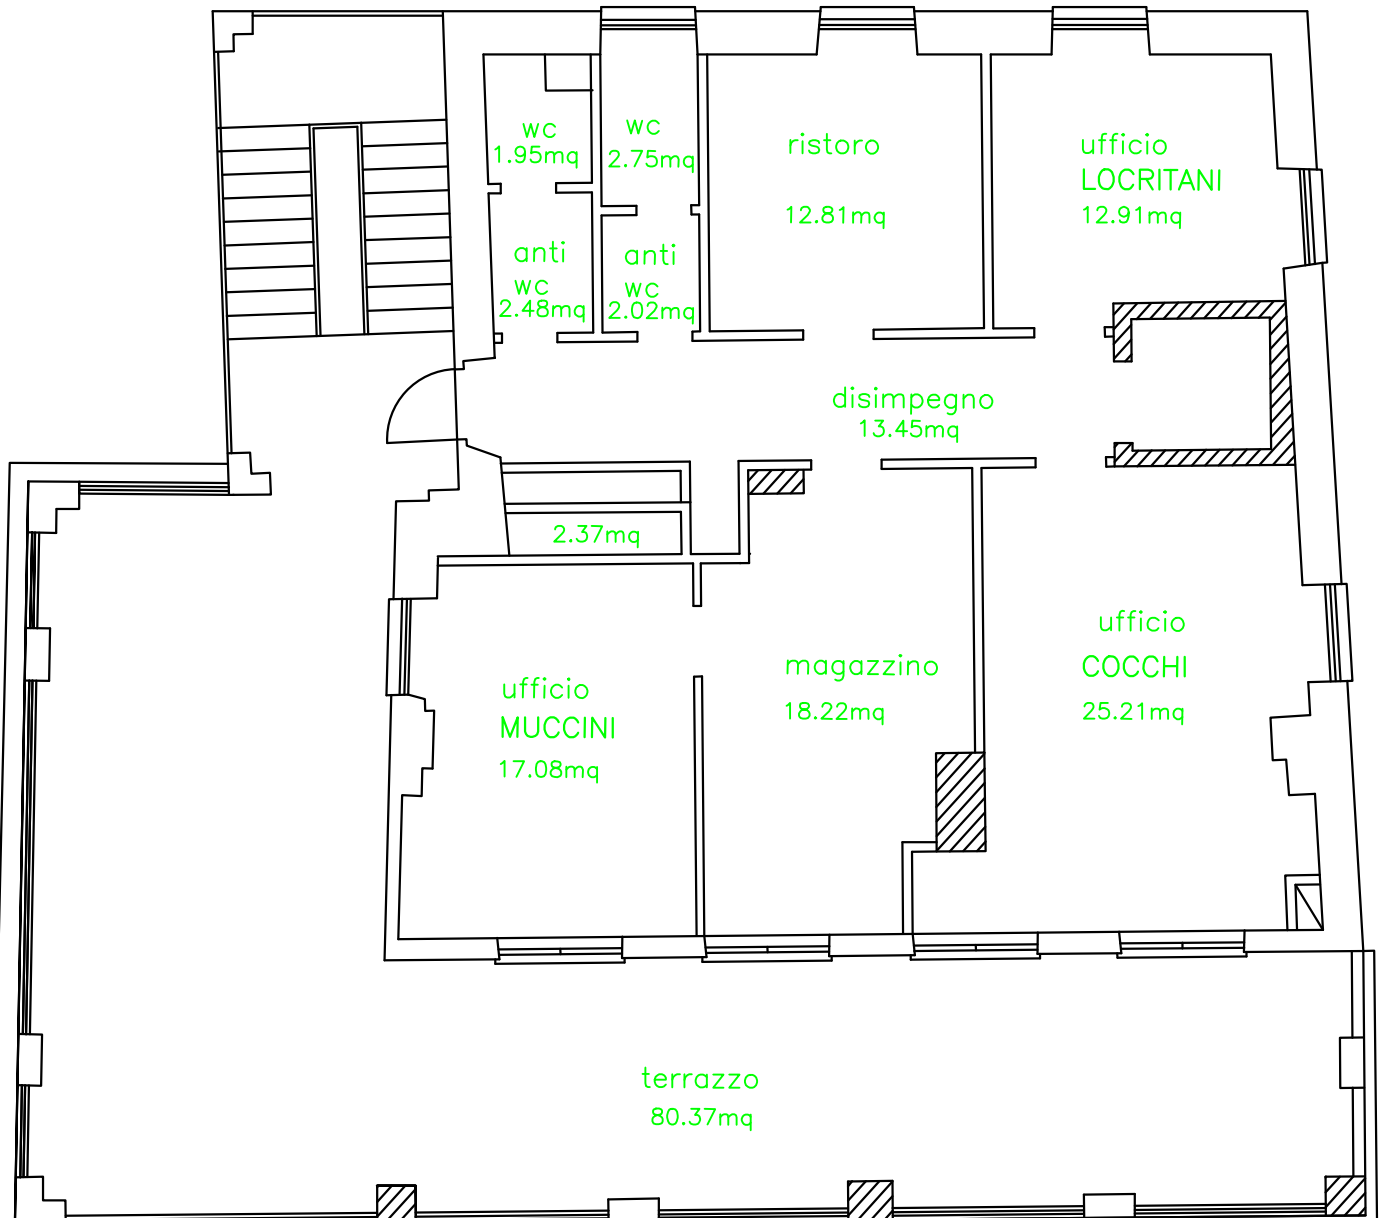 wc
1.95mq
wc
2.75mq
ristoro
12.81mq
ufficio
LOCRITANI
12.91mq
anti
wc
2.48mq
anti
wc
2.02mq
disimpegno
13.45mq
2.37mq
ufficio
MUCCINI
17.08mq
magazzino
18.22mq
ufficio
COCCHI
25.21mq
terrazzo
80.37mq